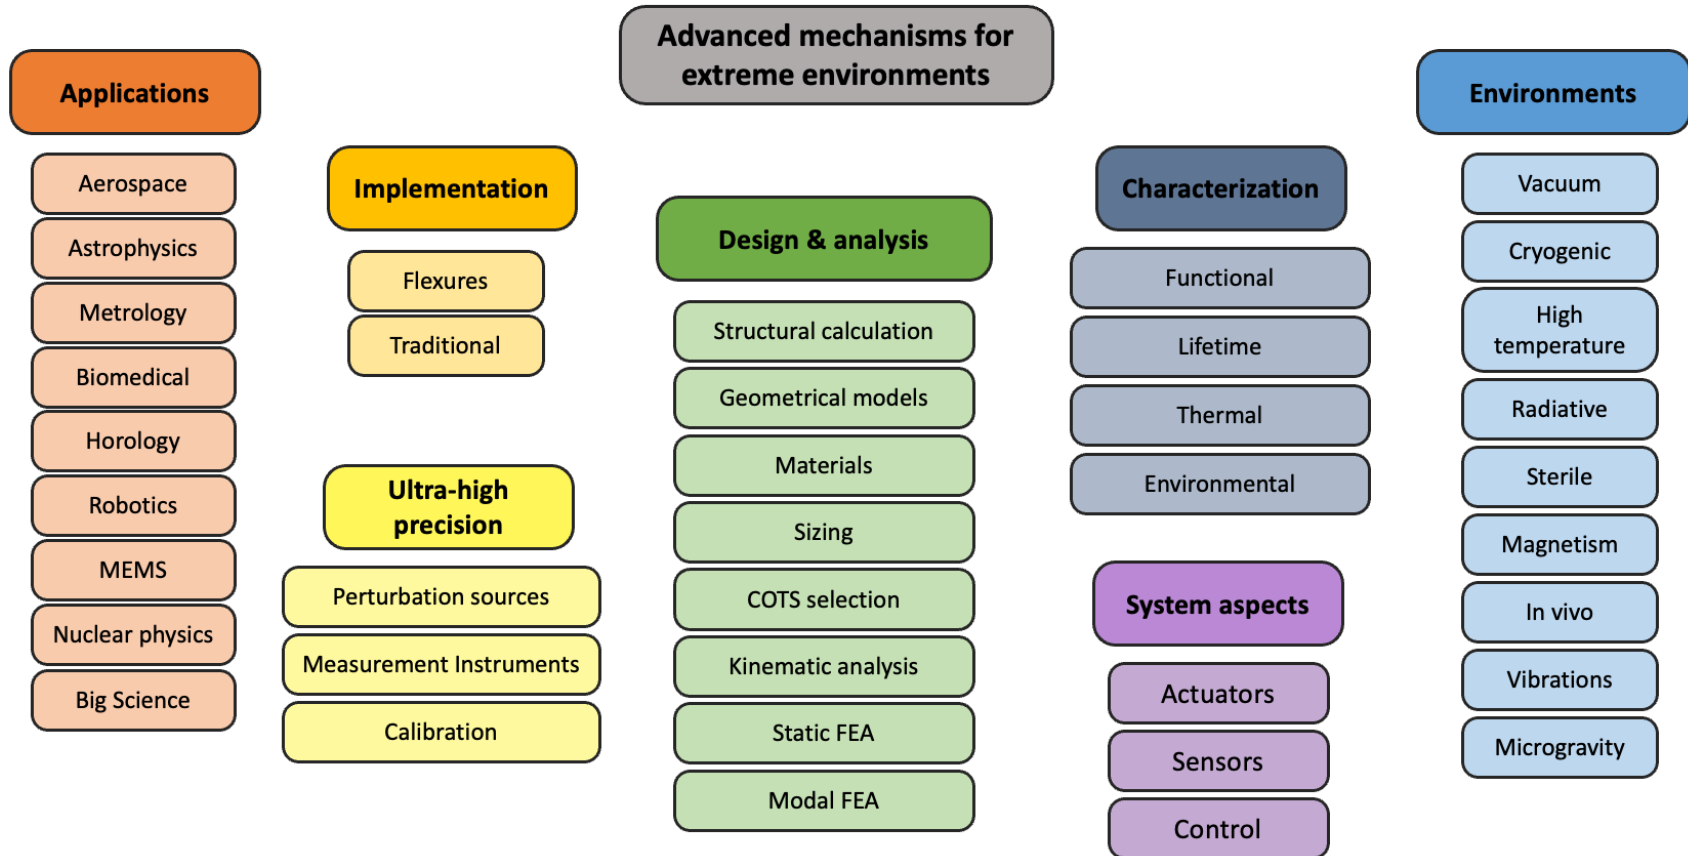 Advanced mechanisms for
extreme environments
Applications
Aerospace
Astrophysics
Metrology
Biomedical
Horology
Robotics
MEMS
Nuclear physics
Big Science
Implementation
Flexures
Traditional
Ultra-high
precision
Perturbation sources
Measurement Instruments
Calibration
Design & analysis
Structural calculation
Geometrical models
Materials
Sizing
COTS selection
Kinematic analysis
Static FEA
Modal FEA
Characterization
Functional
Lifetime
Thermal
Environmental
System aspects
Actuators
Sensors
Control
Environments
Vacuum
Cryogenic
High
temperature
Radiative
Sterile
Magnetism
In vivo
Vibrations
Microgravity